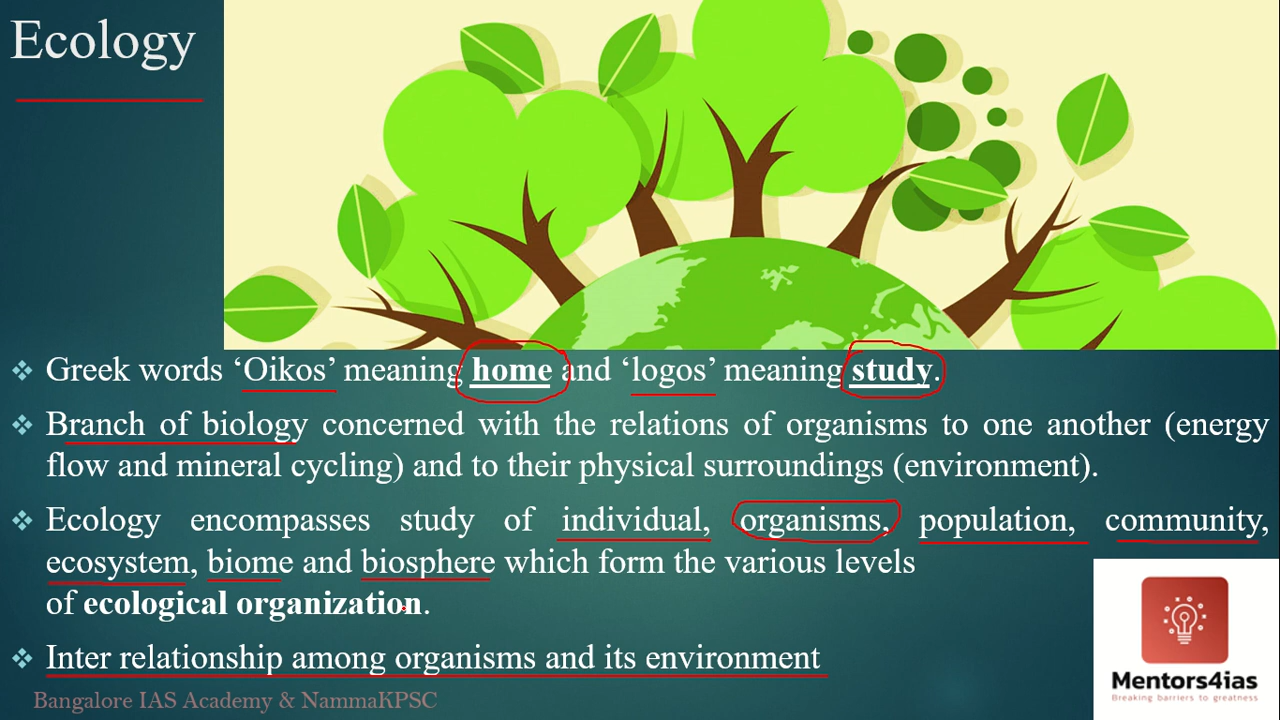 Ecology
❖ Greek words ‘Oikos’ meaning home and ‘logos’ meaning study.
❖ Branch of biology concerned with the relations of organisms to one another (energy
flow and mineral cycling) and to their physical surroundings (environment).
❖ Ecology encompasses study of individual, organisms, population, community,
ecosystem, biome and biosphere which form the various levels
of ecological organization.
❖ Inter relationship among organisms and its environment
Bangalore IAS Academy & NammaKPSC
Mentors4ias
Breaking barriers to greatness